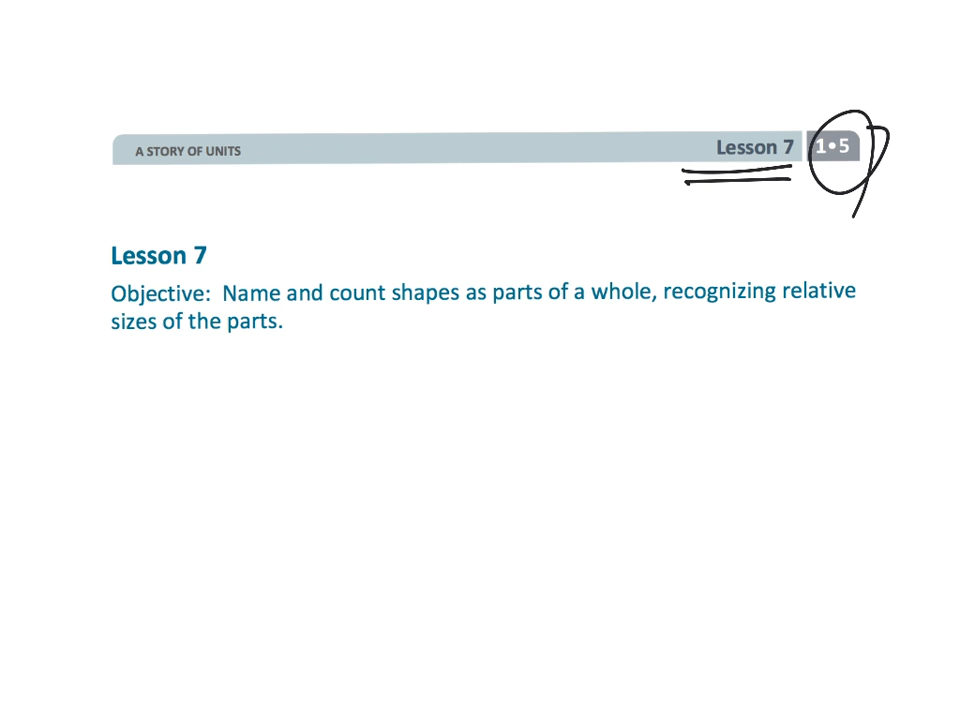 A STORY OF UNITS
Lesson 7
1•5
Lesson 7
Objective: Name and count shapes as parts of a whole, recognizing relative
sizes of the parts.